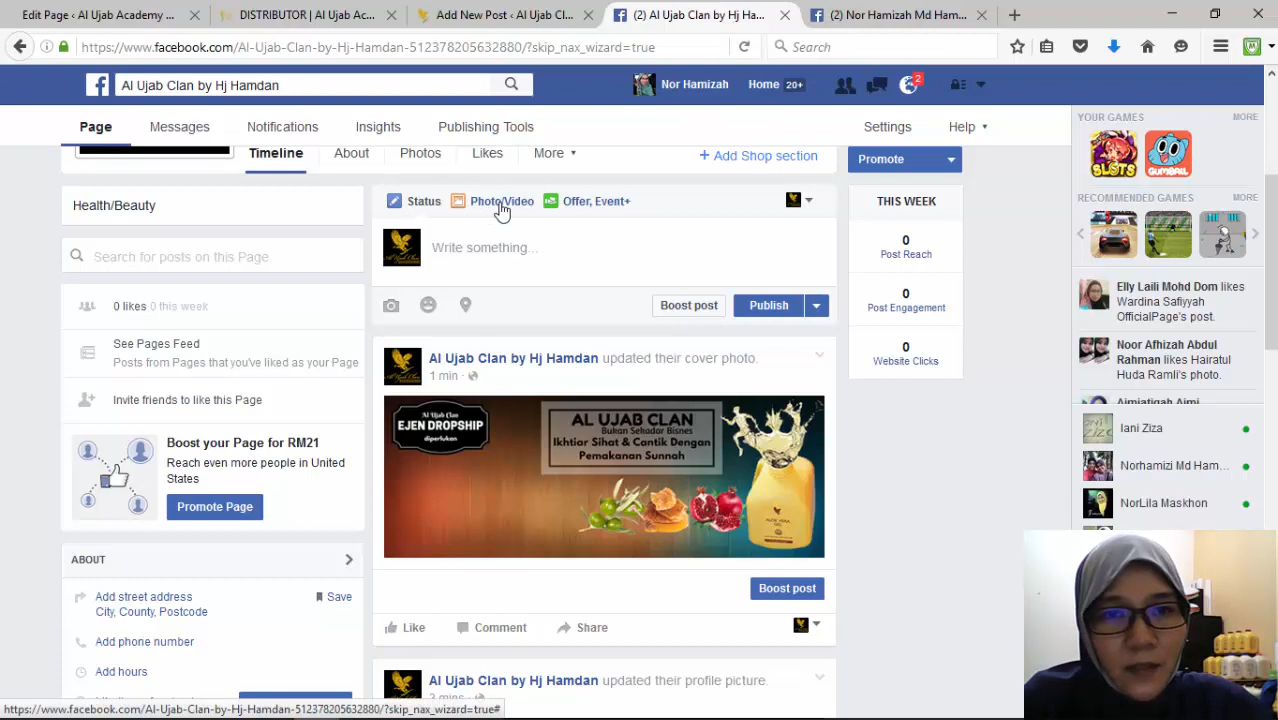 Edit Page ‹ Al Ujab Academy ...
DISTRIBUTOR | Al Ujab Ac...
Add New Post ‹ Al Ujab Cl...
(2) Al Ujab Clan by Hj Ha...
(2) Nor Hamizah Md Ham...
https://www.facebook.com/Al-Ujab-Clan-by-Hj-Hamdan-512378205632880/?skip_nax_wizard=true
Search
Al Ujab Clan by Hj Hamdan
Nor Hamizah
Home 20+
2
Page
Messages
Notifications
Insights
Publishing Tools
Settings
Help
Timeline
About
Photos
Likes
More
+ Add Shop section
Promote
Health/Beauty
Search for posts on this Page
0 likes 0 this week
See Pages Feed
Posts from Pages that you've liked as your Page
Invite friends to like this Page
Boost your Page for RM21
Reach even more people in United
States
Promote Page
ABOUT
Add street address
Save
City, County, Postcode
Add phone number
Add hours
Status
Photo/Video
Offer, Event+
Al Ujab Clan
Write something...
Boost post
Publish
Al Ujab Clan by Hj Hamdan updated their cover photo.
1 min ·
Al Ujab Clan
EJEN DROPSHIP
diperlukan
AL UJAB CLAN
Bukan Sekadar Bisnes
Ikhtiar Sihat & Cantik Dengan
Pemakanan Sunnah
ALOE VERA
GEL
Boost post
Like
Comment
Share
Al Ujab Clan by Hj Hamdan updated their profile picture.
3 mins ·
THIS WEEK
0
Post Reach
0
Post Engagement
0
Website Clicks
YOUR GAMES
MORE
SLOTS
GUMBALL
RECOMMENDED GAMES
MORE
Elly Laili Mohd Dom likes
Wardina Safiyyah
OfficialPage's post.
Noor Afhizah Abdul
Rahman likes Hairatul
Huda Ramli's photo.
Iani Ziza
Norhamizi Md Ham...
NorLila Maskhon
https://www.facebook.com/Al-Ujab-Clan-by-Hj-Hamdan-512378205632880/?skip_nax_wizard=true#